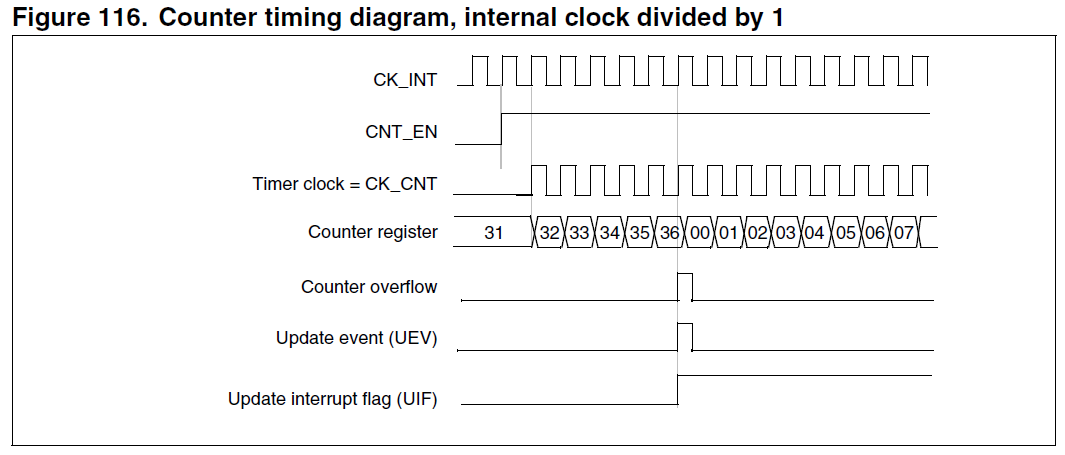 Figure 116. Counter timing diagram, internal clock divided by 1
CK_INT
CNT_EN
Timer clock = CK_CNT
Counter register 31 32 33 34 35 36 00 01 02 03 04 05 06 07
Counter overflow
Update event (UEV)
Update interrupt flag (UIF)